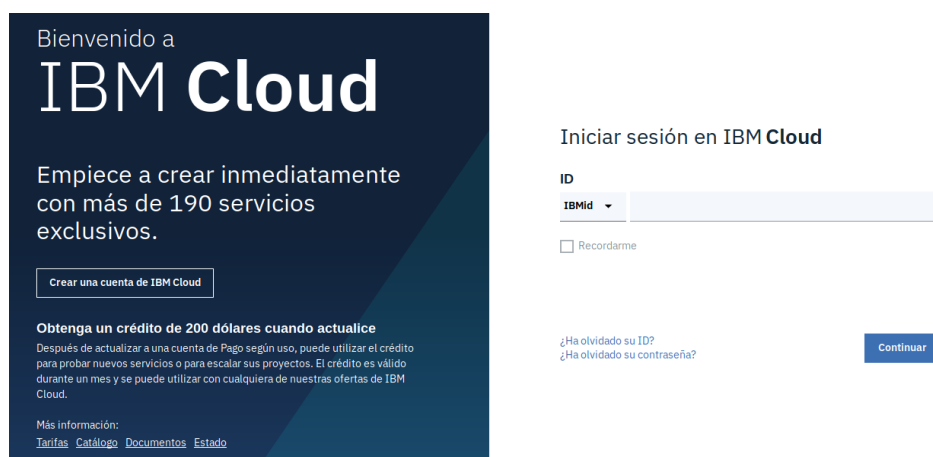 Bienvenido a
IBM Cloud
Empiece a crear inmediatamente
con más de 190 servicios
exclusivos.
Crear una cuenta de IBM Cloud
Obtenga un crédito de 200 dólares cuando actualice
Después de actualizar a una cuenta de Pago según uso, puede utilizar el crédito
para probar nuevos servicios o para escalar sus proyectos. El crédito es válido
durante un mes y se puede utilizar con cualquiera de nuestras ofertas de IBM
Cloud.
Más información:
Tarifas Catálogo Documentos Estado
Iniciar sesión en IBM Cloud
ID
IBMid
Recordarme
¿Ha olvidado su ID?
¿Ha olvidado su contraseña?
Continuar